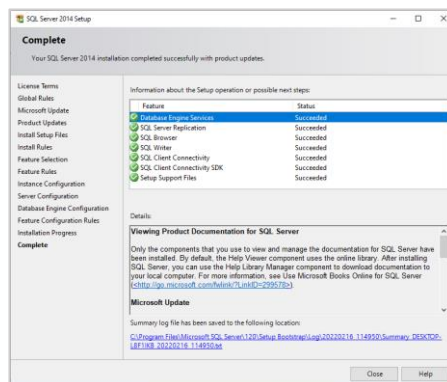 SQL Server 2014 Setup
Complete
Your SQL Server 2014 installation completed successfully with product updates.
License Terms
Global Rules
Microsoft Update
Product Updates
Install Setup Files
Install Rules
Feature Selection
Feature Rules
Instance Configuration
Server Configuration
Database Engine Configuration
Feature Configuration Rules
Installation Progress
Complete
Information about the Setup operation or possible next steps:
Feature Status
Database Engine Services Succeeded
SQL Server Replication Succeeded
SQL Browser Succeeded
SQL Writer Succeeded
SQL Client Connectivity Succeeded
SQL Client Connectivity SDK Succeeded
Setup Support Files Succeeded
Details:
Viewing Product Documentation for SQL Server
Only the components that you use to view and manage the documentation for SQL Server have
been installed. By default, the Help Viewer component uses the online library. After installing
SQL Server, you can use the Help Library Manager component to download documentation to
your local computer. For more information, see Use Microsoft Books Online for SQL Server
(<http://go.microsoft.com/fwlink/?LinkID=299578>).
Microsoft Update
Summary log file has been saved to the following location:
C:\Program Files\Microsoft SQL Server\120\Setup Bootstrap\Log\20220216_114950\Summary_DESKTOP-
L8F1IKB_20220216_114950.txt
Close Help